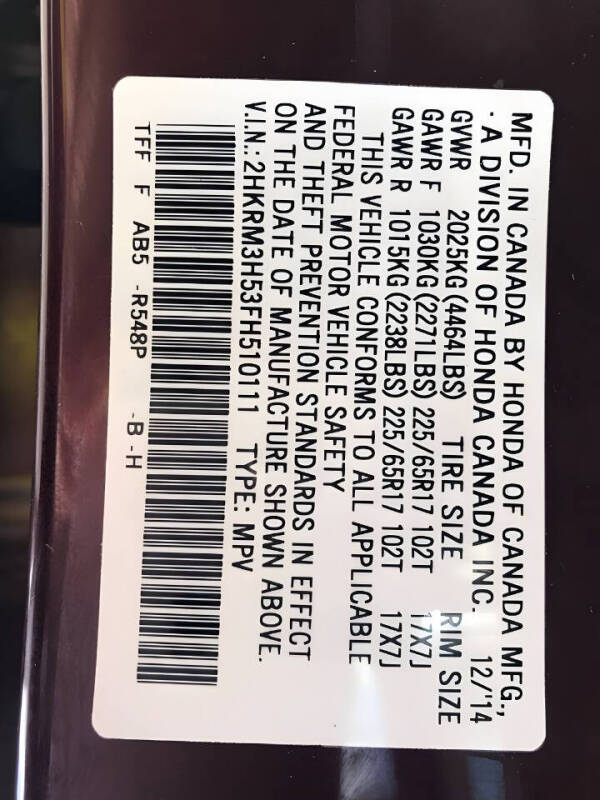 MFD. IN CANADA BY HONDA OF CANADA MFG.,
· A DIVISION OF HONDA CANADA INC. 12/'14
GVWR 2025KG (4464LBS) TIRE SIZE RIM SIZE
GAWR F 1030KG (2271LBS) 225/65R17 102T 17X7J
GAWR R 1015KG (2238LBS) 225/65R17 102T 17X7J
THIS VEHICLE CONFORMS TO ALL APPLICABLE
FEDERAL MOTOR VEHICLE SAFETY
AND THEFT PREVENTION STANDARDS IN EFFECT
ON THE DATE OF MANUFACTURE SHOWN ABOVE.
V.I.N.: 2HKRM3H53FH510111 TYPE: MPV
TFF F AB5 -R548P -B -H